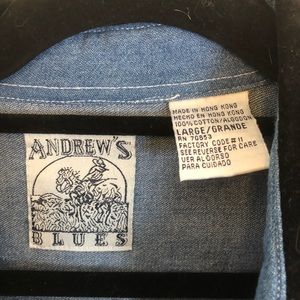 ANDREW'S
BLUES
MADE IN HONG KONG
HECHO EN HONG KONG
100% COTTON/ALGODON
LARGE/GRANDE
RN 70853
FACTORY CODE #11
SEE REVERSE FOR CARE
VER AL DORSO
PARA CUIDADO